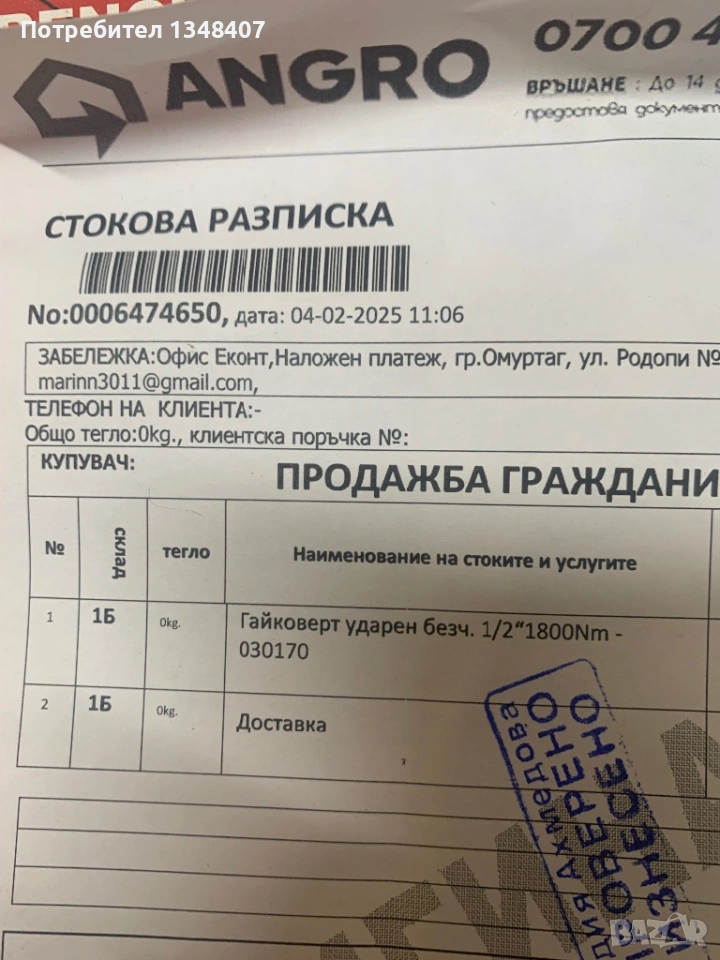 Потребител 1348407
ANGRO
0700 4
ВРЪЩАНЕ : До 14
предоставя документ
СТОКОВА РАЗПИСКА
No:0006474650, дата: 04-02-2025 11:06
ЗАБЕЛЕЖКА:Офис Еконт,Наложен платеж, гр.Омуртаг, ул. Родопи №
marinn3011@gmail.com,
ТЕЛЕФОН НА КЛИЕНТА:-
Общо тегло:0kg., клиентска поръчка №:
КУПУВАЧ:
ПРОДАЖБА ГРАЖДАНИ
№ склад тегло Наименование на стоките и услугите
1 1Б 0kg. Гайковерт ударен безч. 1/2"1800Nm -
030170
2 1Б 0kg. Доставка
Ахмедова
ИЗНЕСЕНО
BAZAR